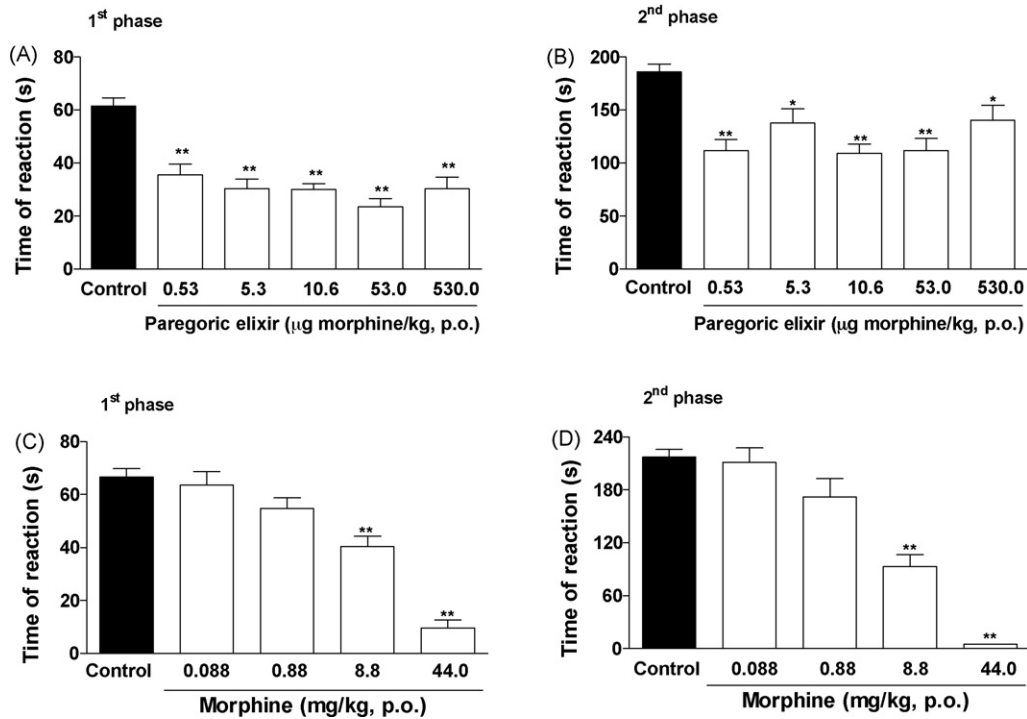 1st phase
(A)
Time of reaction (s)
80
60
40
20
0
**
**
**
**
**
Control 0.53 5.3 10.6 53.0 530.0
Paregoric elixir (μg morphine/kg, p.o.)
2nd phase
(B)
Time of reaction (s)
200
150
100
50
0
**
*
**
**
*
Control 0.53 5.3 10.6 53.0 530.0
Paregoric elixir (μg morphine/kg, p.o.)
1st phase
(C)
Time of reaction (s)
80
60
40
20
0
**
**
Control 0.088 0.88 8.8 44.0
Morphine (mg/kg, p.o.)
2nd phase
(D)
Time of reaction (s)
240
180
120
60
0
**
**
Control 0.088 0.88 8.8 44.0
Morphine (mg/kg, p.o.)